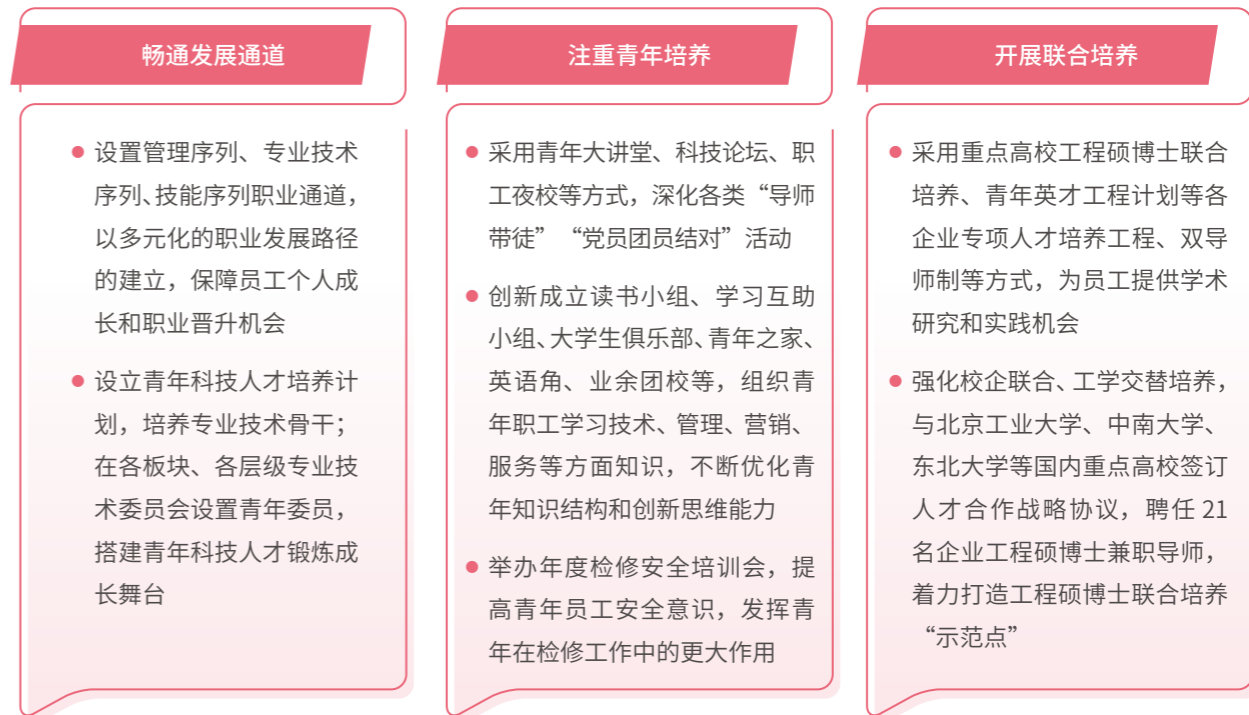 畅通发展通道
设置管理序列、专业技术
序列、技能序列职业通道，
以多元化的职业发展路径
的建立，保障员工个人成
长和职业晋升机会
设立青年科技人才培养计
划，培养专业技术骨干；
在各板块、各层级专业技
术委员会设置青年委员，
搭建青年科技人才锻炼成
长舞台
注重青年培养
采用青年大讲堂、科技论坛、职
工夜校等方式，深化各类“导师
带徒”“党员团员结对”活动
创新成立读书小组、学习互助
小组、大学生俱乐部、青年之家、
英语角、业余团校等，组织青
年职工学习技术、管理、营销、
服务等方面知识，不断优化青
年知识结构和创新思维能力
举办年度检修安全培训会，提
高青年员工安全意识，发挥青
年在检修工作中的更大作用
开展联合培养
采用重点高校工程硕博士联合
培养、青年英才工程计划等各
企业专项人才培养工程、双导
师制等方式，为员工提供学术
研究和实践机会
强化校企联合、工学交替培养，
与北京工业大学、中南大学、
东北大学等国内重点高校签订
人才合作战略协议，聘任 21
名企业工程硕博士兼职导师，
着力打造工程硕博士联合培养
“示范点”